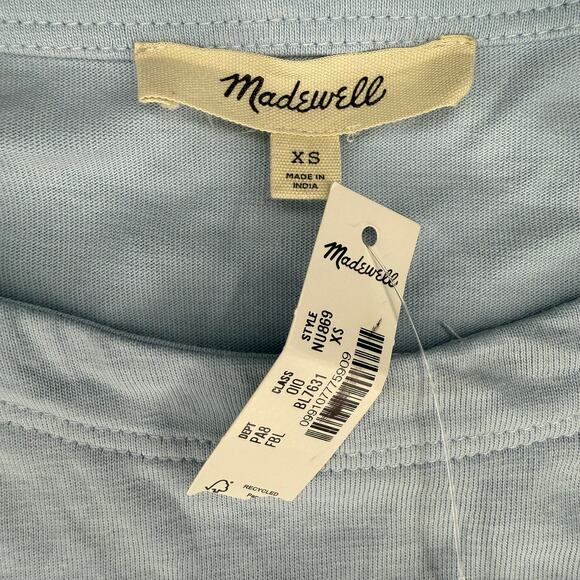 Madewell
XS
MADE IN
INDIA
Madewell
STYLE
NU869
XS
CLASS
010
BL7631
099107775909
DEPT
PA8
FBL
RECYCLED